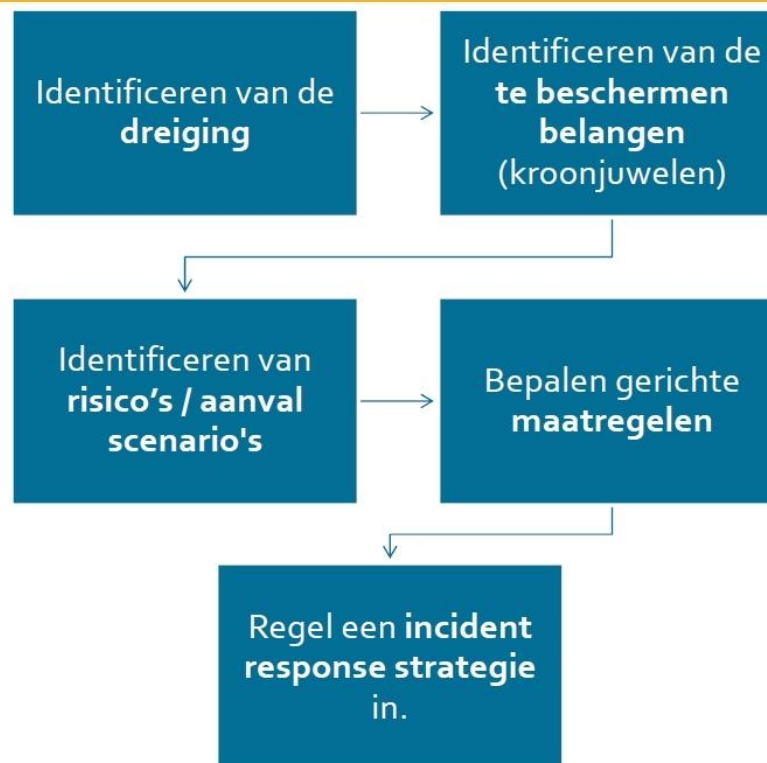 Identificeren van de
dreiging
Identificeren van de
te beschermen
belangen
(kroonjuwelen)
Identificeren van
risico’s / aanval
scenario's
Bepalen gerichte
maatregelen
Regel een incident
response strategie
in.